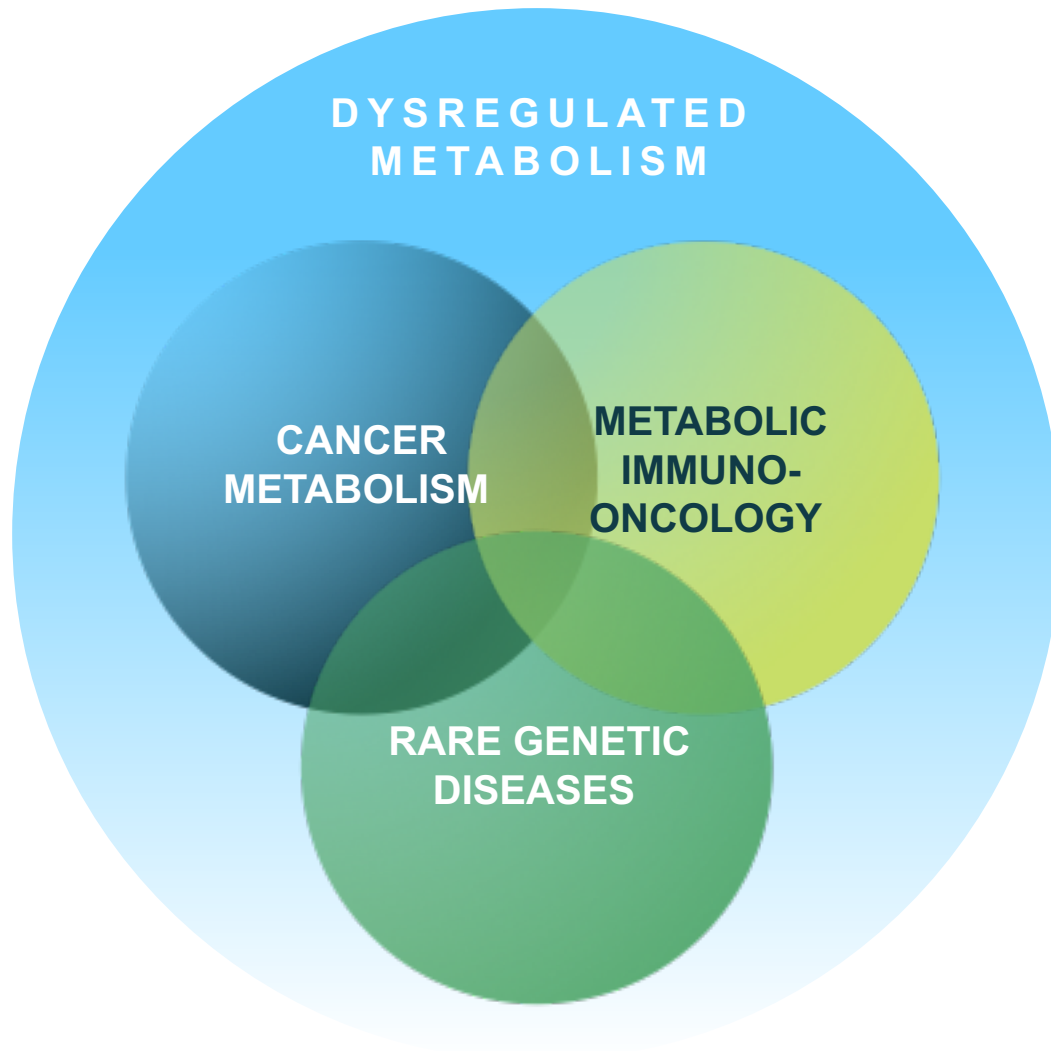 DYSREGULATED
METABOLISM
CANCER
METABOLISM
METABOLIC
IMMUNO-
ONCOLOGY
RARE GENETIC
DISEASES